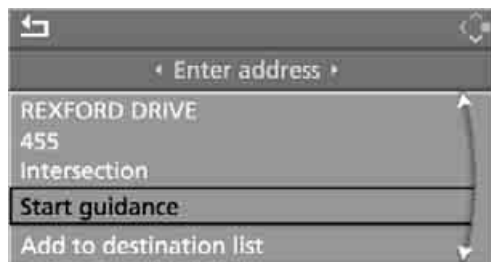 Enter address
REXFORD DRIVE
455
Intersection
Start guidance
Add to destination list